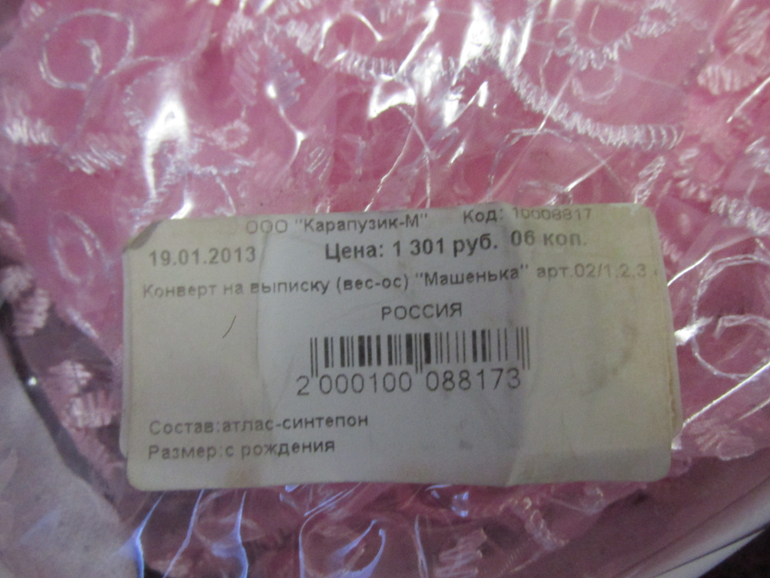 ООО "Карапузик-М" Код: 10008817
19.01.2013 Цена: 1 301 руб. 06 коп.
Конверт на выписку (вес-ос) "Машенька" арт.02/1,2,3
РОССИЯ
2 000100 088173
Состав:атлас-синтепон
Размер:с рождения